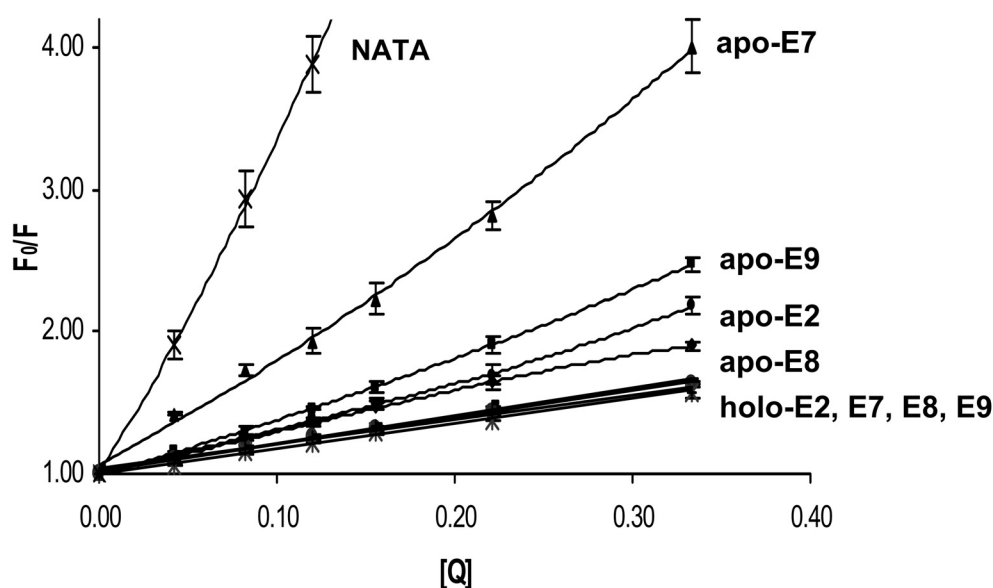 4.00
NATA
apo-E7
3.00
F₀/F
apo-E9
2.00
apo-E2
apo-E8
holo-E2, E7, E8, E9
1.00
0.00 0.10 0.20 0.30 0.40
[Q]